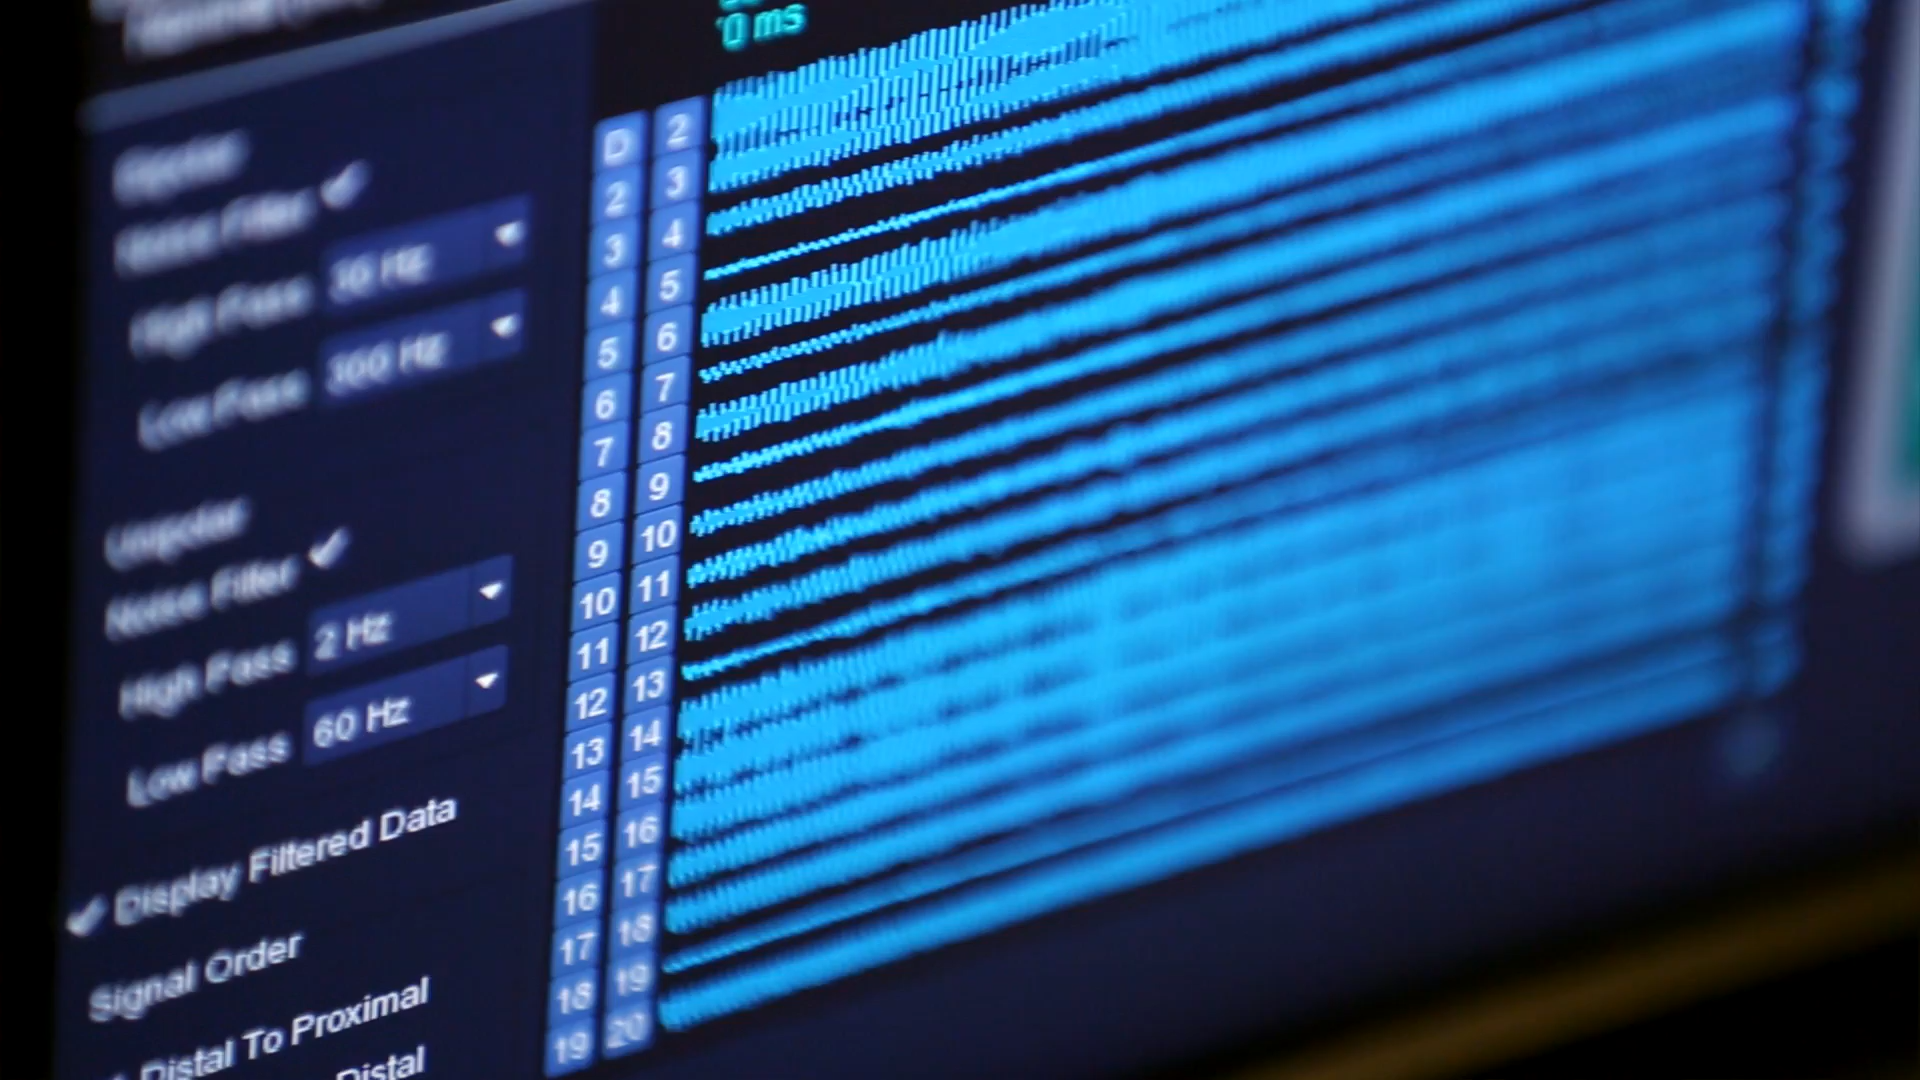 Bipolar
Noise Filter
High Pass 30 Hz
Low Pass 300 Hz
Unipolar
Noise Filter
High Pass 2 Hz
Low Pass 60 Hz
Display Filtered Data
Signal Order
Distal To Proximal
Distal
ms
D 2
2 3
3 4
4 5
5 6
6 7
7 8
8 9
9 10
10 11
11 12
12 13
13 14
14 15
15 16
16 17
17 18
18 19
19 20